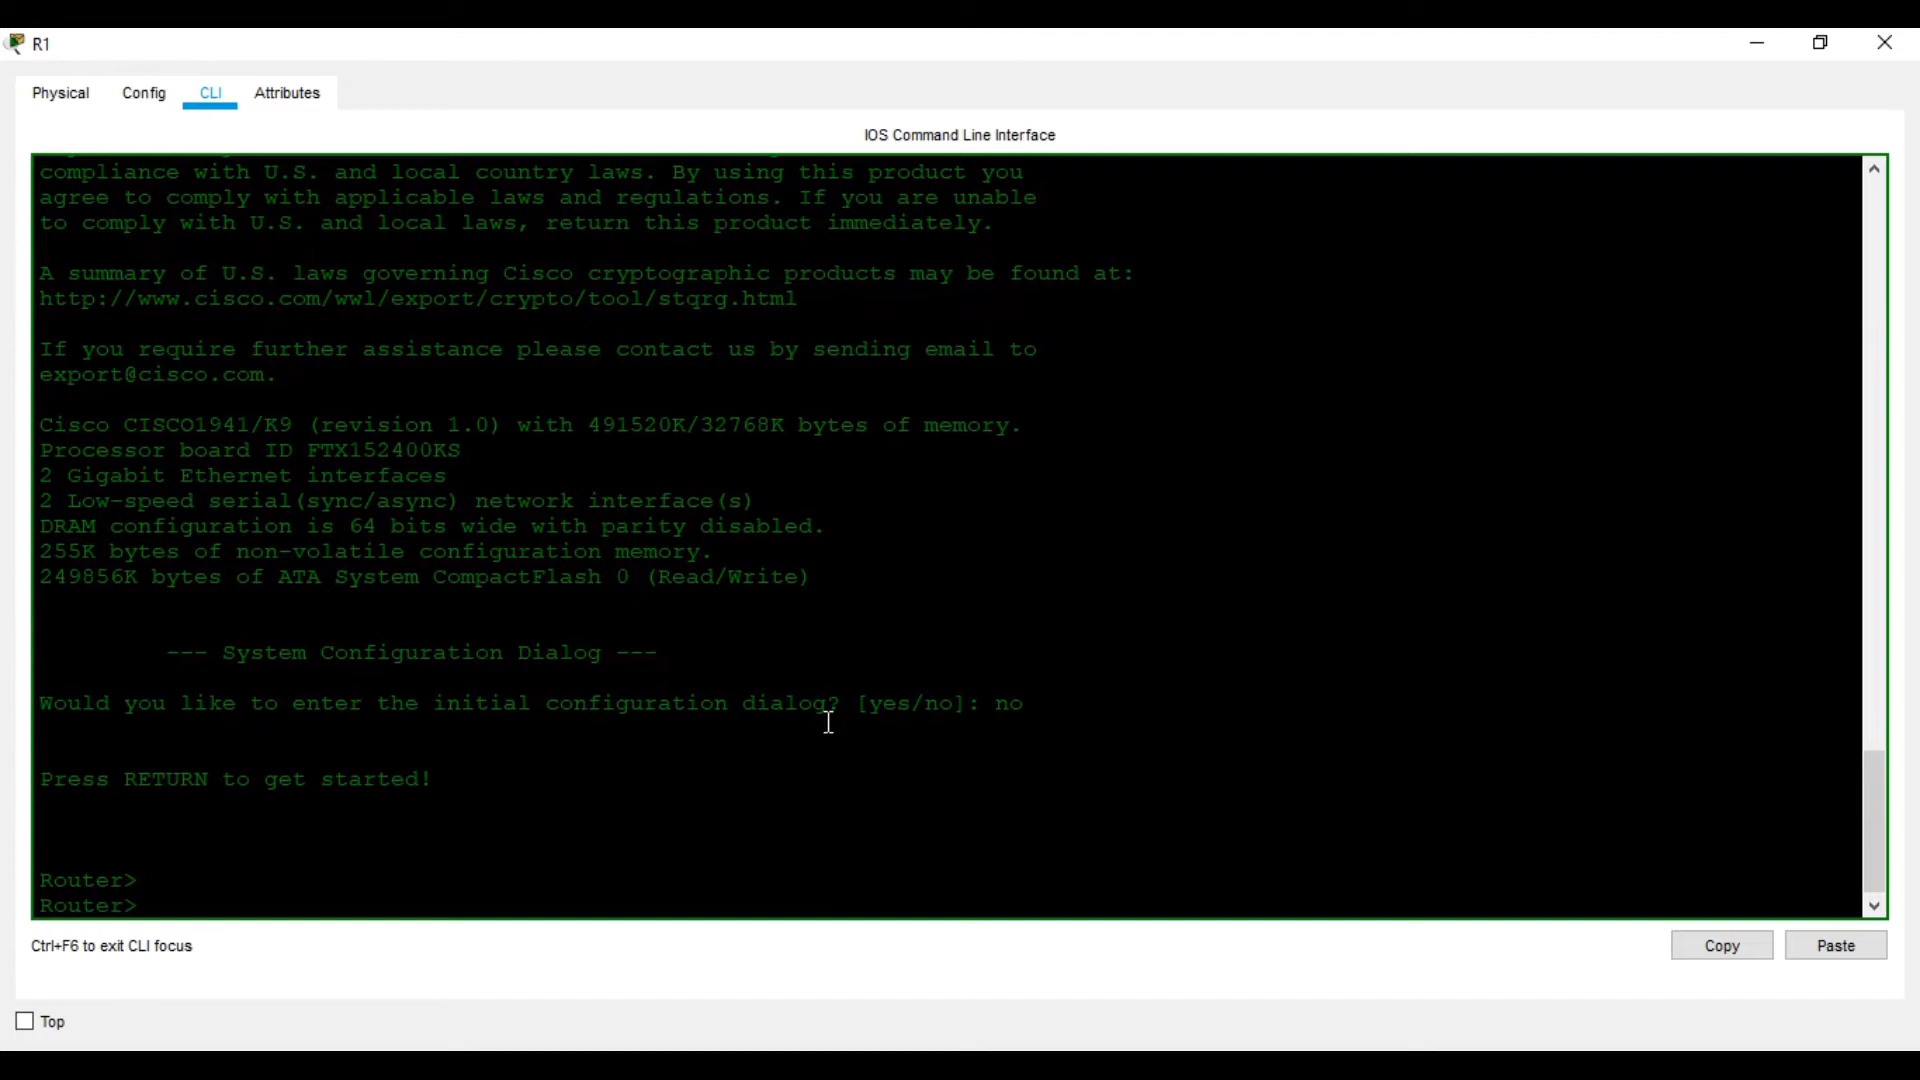 R1
Physical Config CLI Attributes
IOS Command Line Interface
compliance with U.S. and local country laws. By using this product you
agree to comply with applicable laws and regulations. If you are unable
to comply with U.S. and local laws, return this product immediately.
A summary of U.S. laws governing Cisco cryptographic products may be found at:
http://www.cisco.com/wwl/export/crypto/tool/stqrg.html
If you require further assistance please contact us by sending email to
export@cisco.com.
Cisco CISCO1941/K9 (revision 1.0) with 491520K/32768K bytes of memory.
Processor board ID FTX152400KS
2 Gigabit Ethernet interfaces
2 Low-speed serial(sync/async) network interface(s)
DRAM configuration is 64 bits wide with parity disabled.
255K bytes of non-volatile configuration memory.
249856K bytes of ATA System CompactFlash 0 (Read/Write)
--- System Configuration Dialog ---
Would you like to enter the initial configuration dialog? [yes/no]: no
Press RETURN to get started!
Router>
Router>
Ctrl+F6 to exit CLI focus
Copy Paste
Top